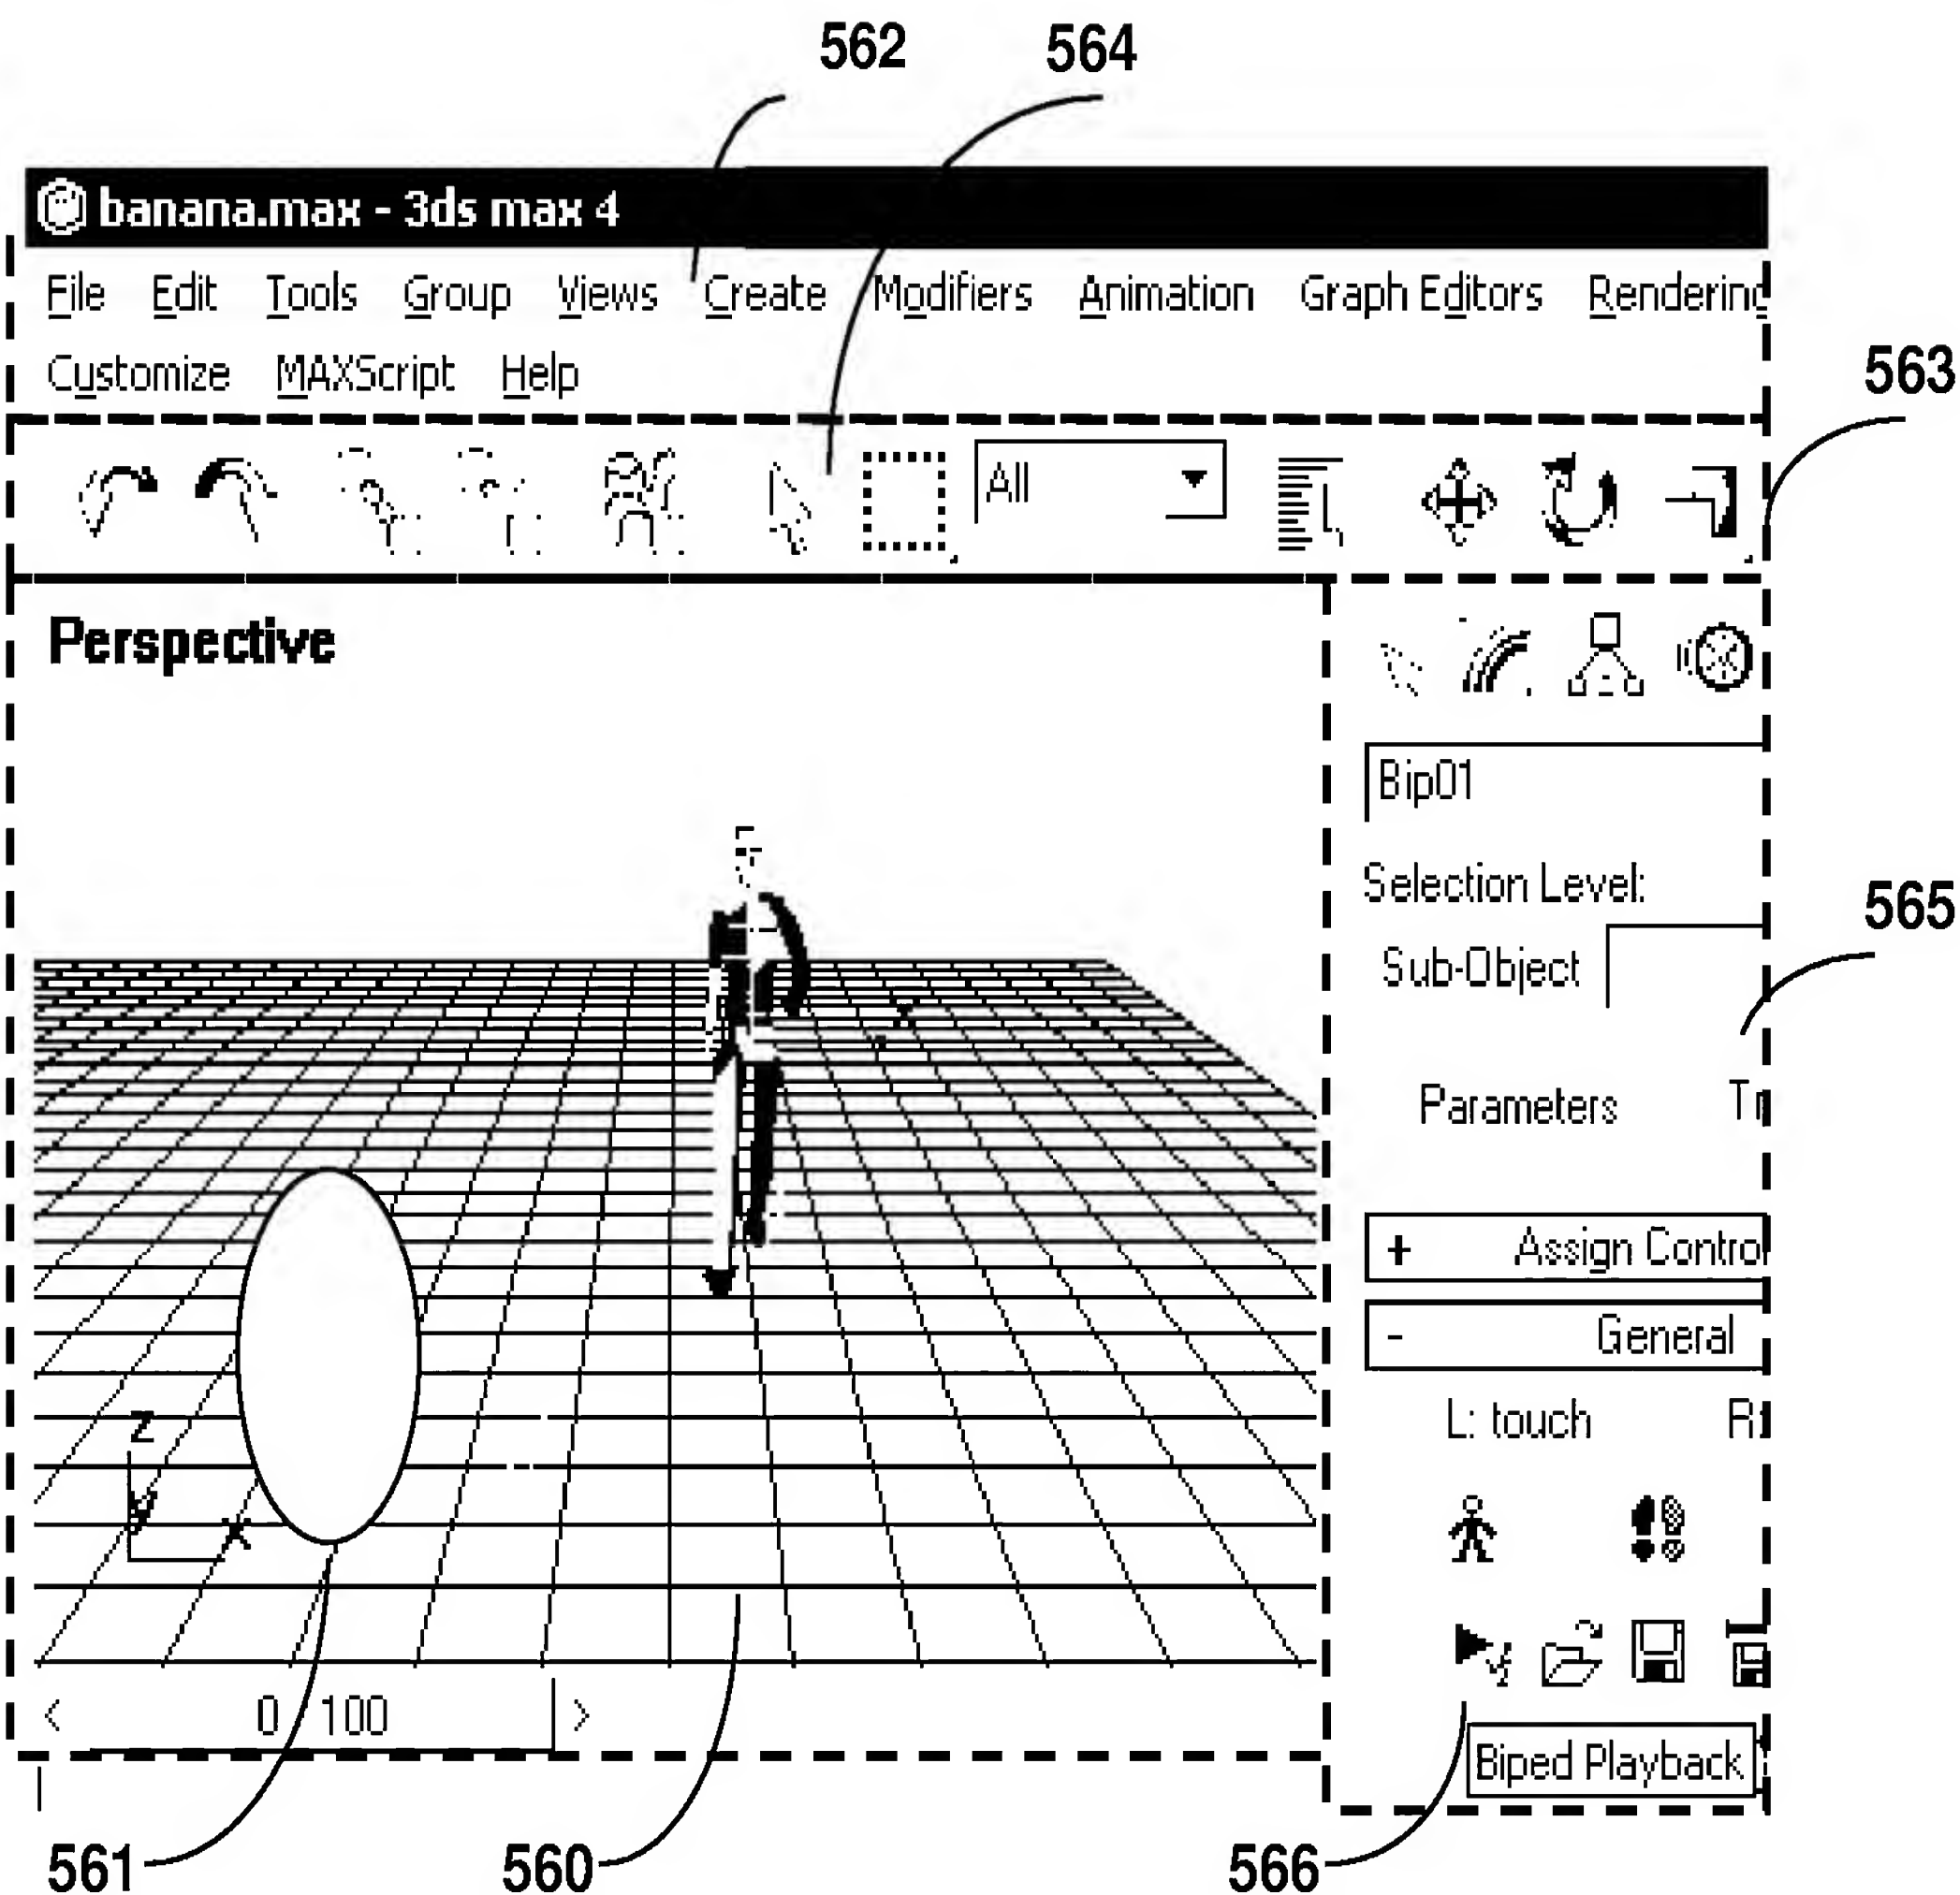 562 564
banana.max - 3ds max 4
File Edit Tools Group Views Create Modifiers Animation Graph Editors Rendering
Customize MAXScript Help
563
All
Perspective
Bip01
Selection Level:
565
Sub-Object
Parameters Tr
+ Assign Contro
- General
L: touch R:
z
y x
< 0 100 >
Biped Playback
561 560 566